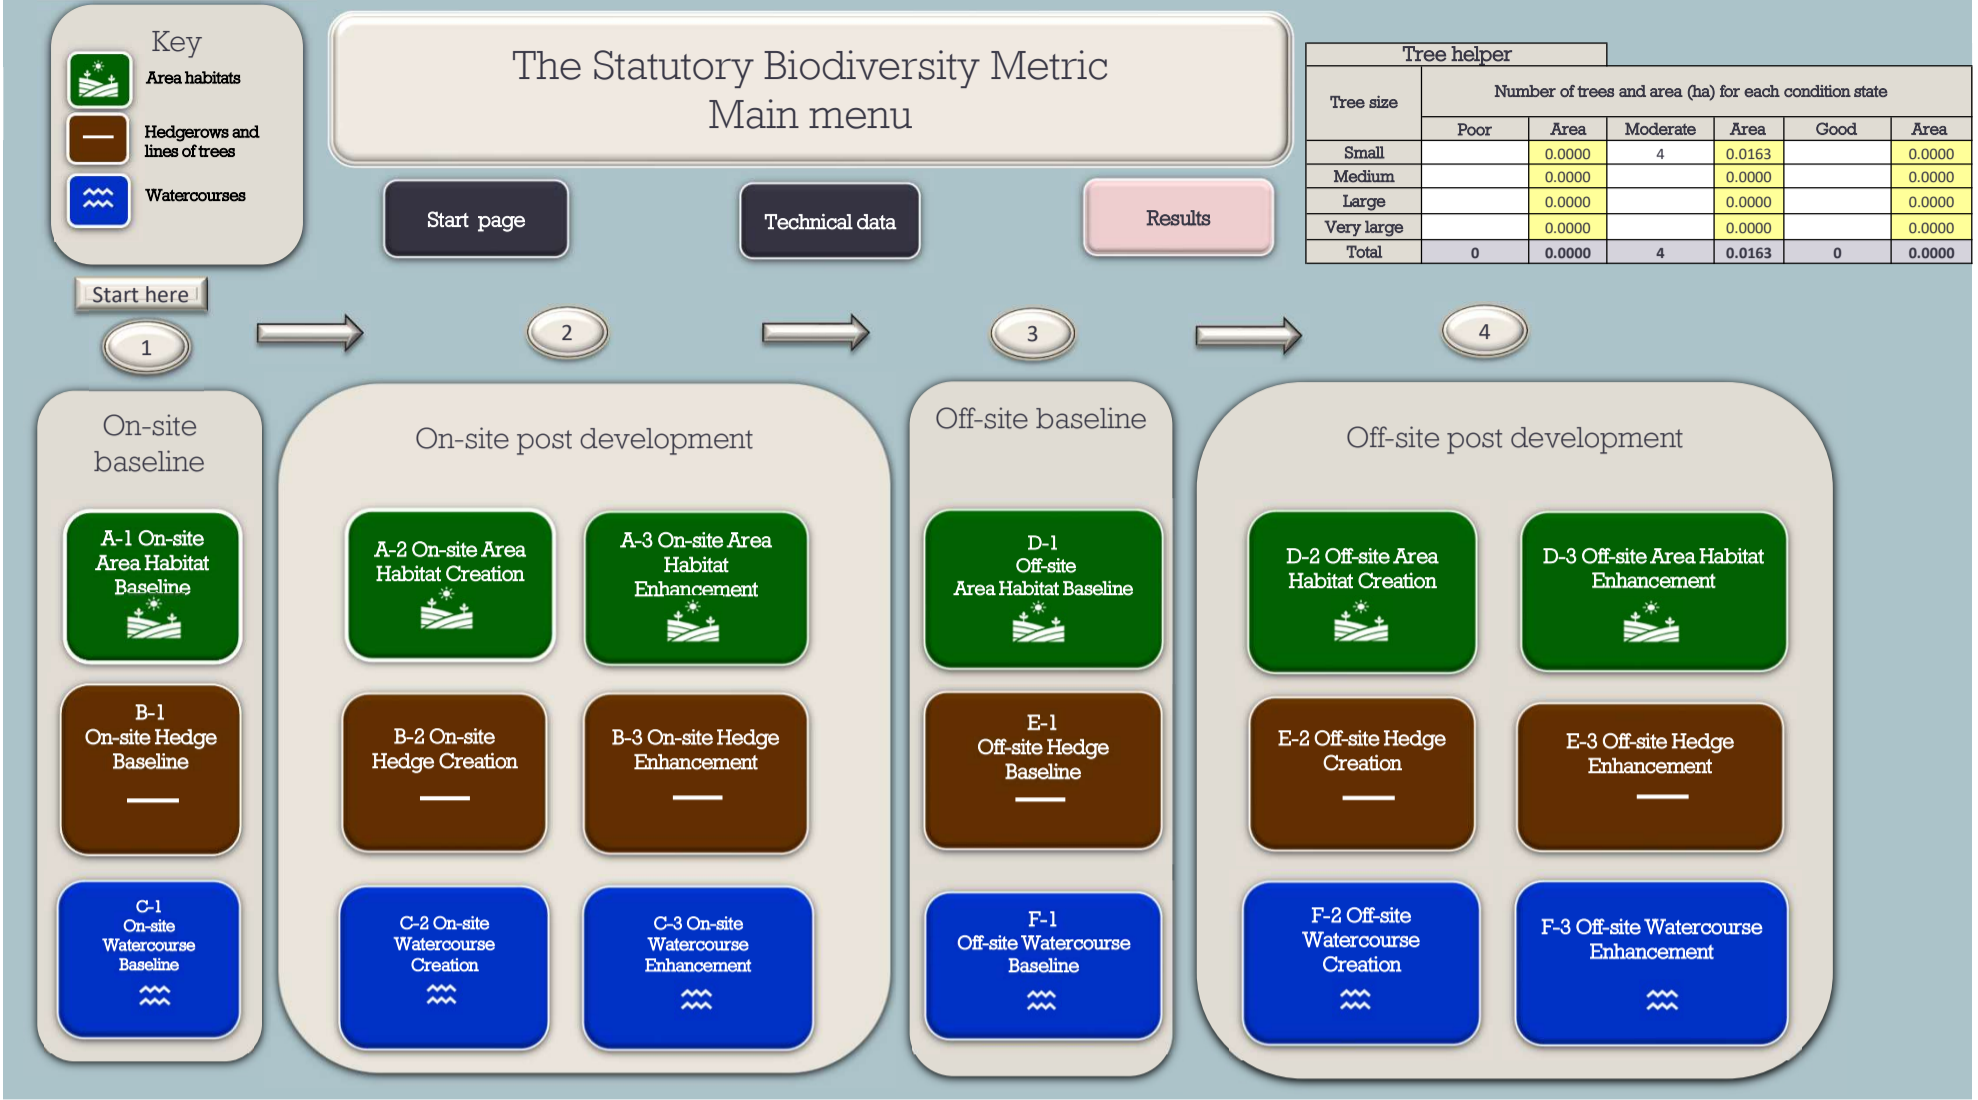 Key
Area habitats
Hedgerows and
lines of trees
Watercourses
The Statutory Biodiversity Metric
Main menu
Start page
Technical data
Results
Tree helper
Tree size
Number of trees and area (ha) for each condition state
Poor Area Moderate Area Good Area
Small 0.0000 4 0.0163 0.0000
Medium 0.0000 0.0000 0.0000
Large 0.0000 0.0000 0.0000
Very large 0.0000 0.0000 0.0000
Total 0 0.0000 4 0.0163 0 0.0000
Start here
1
2
3
4
On-site
baseline
A-1 On-site
Area Habitat
Baseline
B-1
On-site Hedge
Baseline
C-1
On-site
Watercourse
Baseline
On-site post development
A-2 On-site Area
Habitat Creation
A-3 On-site Area
Habitat
Enhancement
B-2 On-site
Hedge Creation
B-3 On-site Hedge
Enhancement
C-2 On-site
Watercourse
Creation
C-3 On-site
Watercourse
Enhancement
Off-site baseline
D-1
Off-site
Area Habitat Baseline
E-1
Off-site Hedge
Baseline
F-1
Off-site Watercourse
Baseline
Off-site post development
D-2 Off-site Area
Habitat Creation
D-3 Off-site Area Habitat
Enhancement
E-2 Off-site Hedge
Creation
E-3 Off-site Hedge
Enhancement
F-2 Off-site
Watercourse
Creation
F-3 Off-site Watercourse
Enhancement